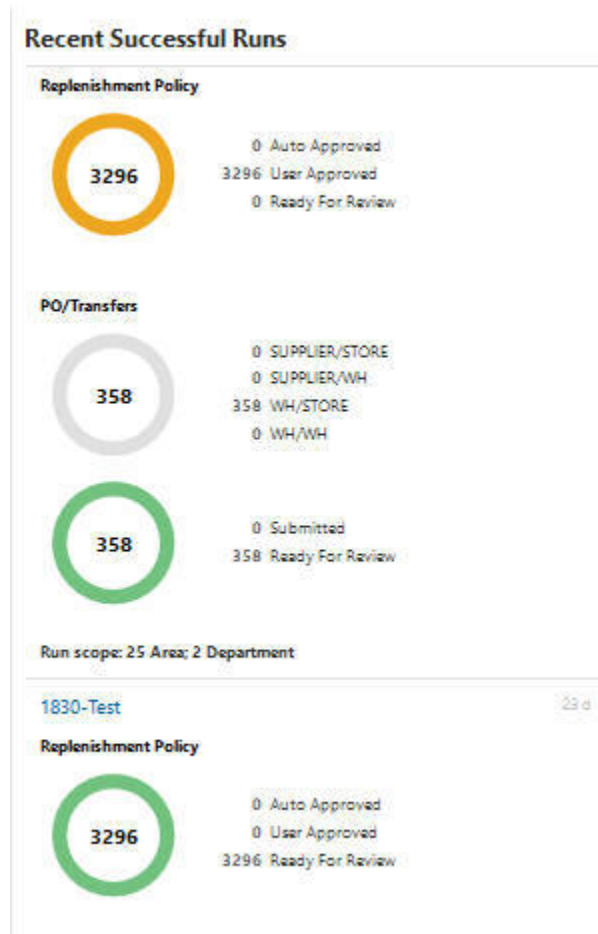 Recent Successful Runs
Replenishment Policy
3296
0 Auto Approved
3296 User Approved
0 Ready For Review
PO/Transfers
358
0 SUPPLIER/STORE
0 SUPPLIER/WH
358 WH/STORE
0 WH/WH
358
0 Submitted
358 Ready For Review
Run scope: 25 Area; 2 Department
1830-Test 23 d
Replenishment Policy
3296
0 Auto Approved
0 User Approved
3296 Ready For Review